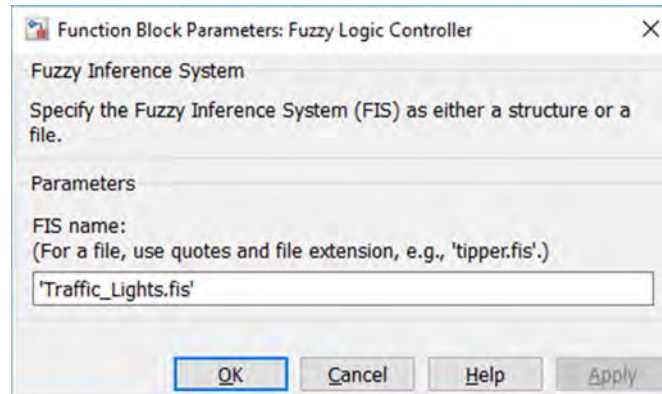 Function Block Parameters: Fuzzy Logic Controller
Fuzzy Inference System
Specify the Fuzzy Inference System (FIS) as either a structure or a
file.
Parameters
FIS name:
(For a file, use quotes and file extension, e.g., 'tipper.fis'.)
'Traffic_Lights.fis'
OK Cancel Help Apply